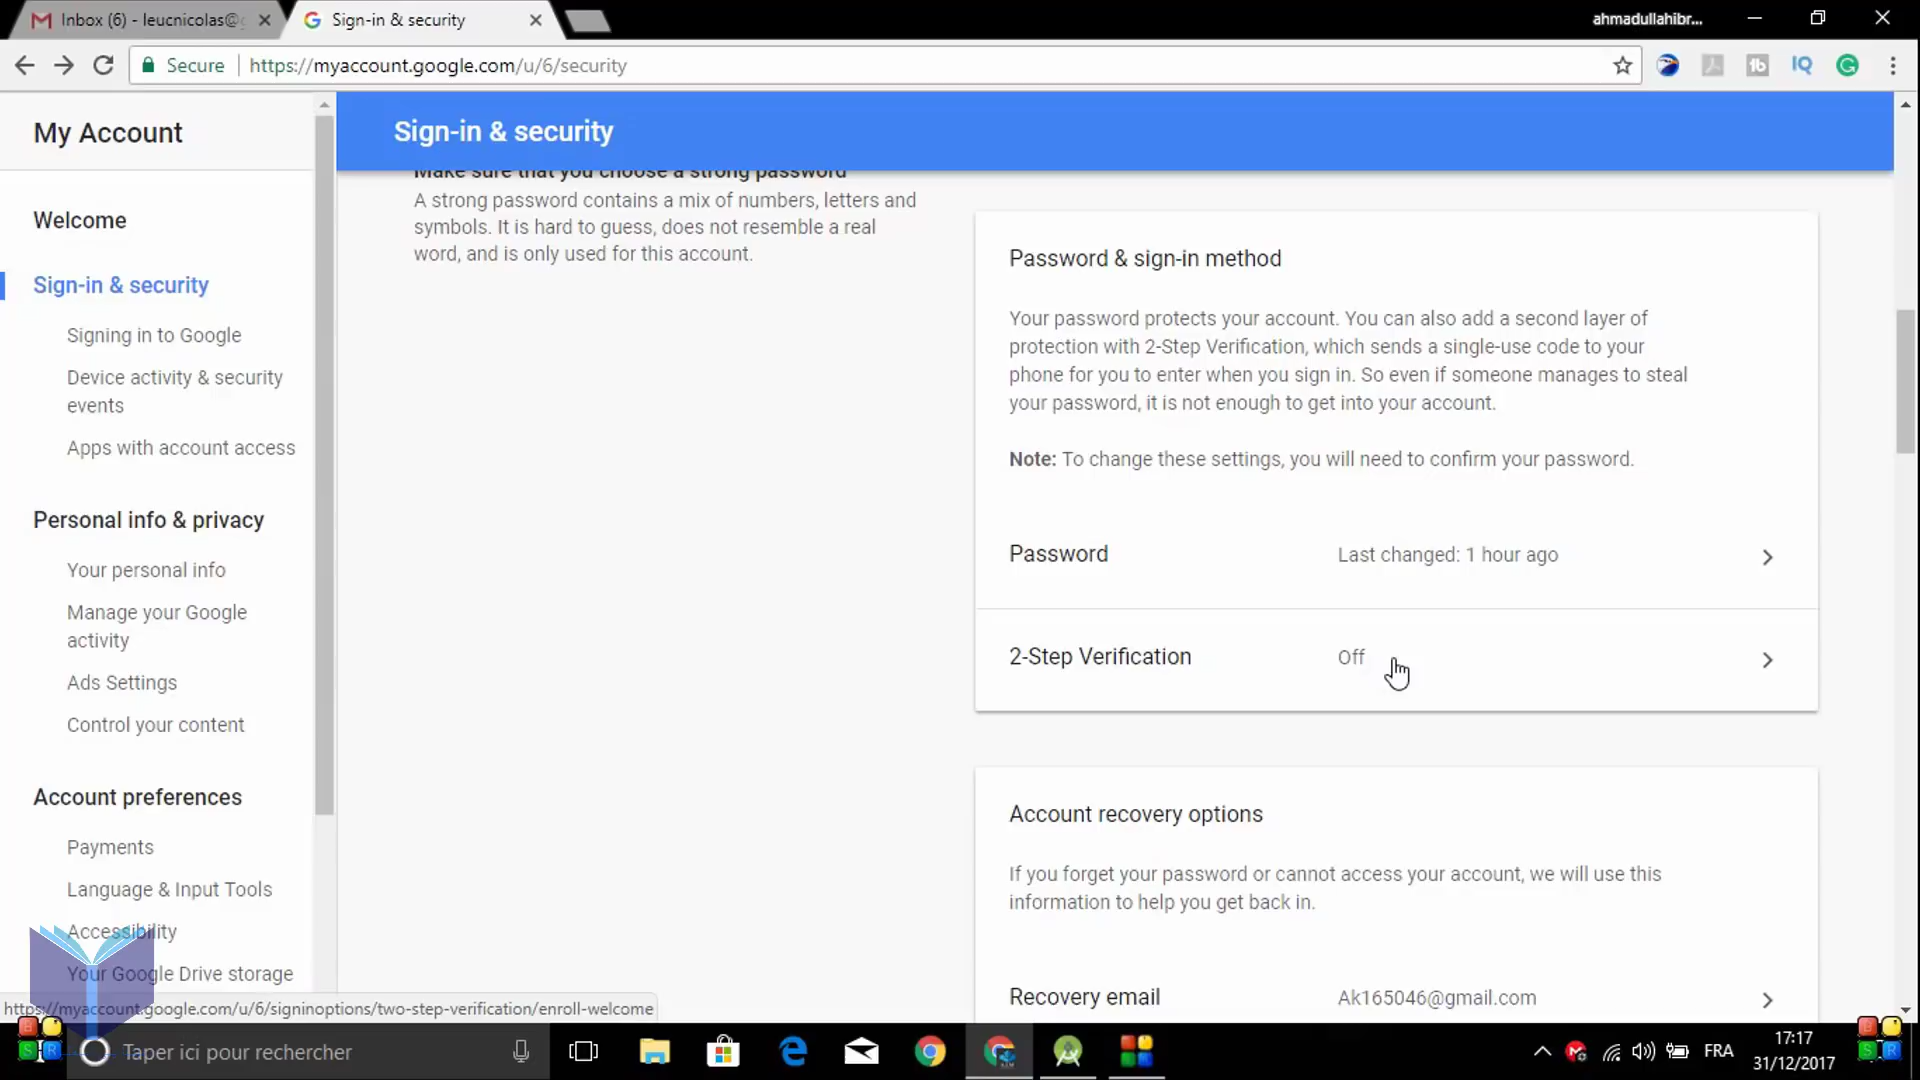 Inbox (6) - leucnicolas@g
Sign-in & security
ahmadullahibr...
Secure
https://myaccount.google.com/u/6/security
My Account
Welcome
Sign-in & security
Signing in to Google
Device activity & security
events
Apps with account access
Personal info & privacy
Your personal info
Manage your Google
activity
Ads Settings
Control your content
Account preferences
Payments
Language & Input Tools
Accessibility
Your Google Drive storage
https://myaccount.google.com/u/6/signinoptions/two-step-verification/enroll-welcome
Sign-in & security
Make sure that you choose a strong password
A strong password contains a mix of numbers, letters and
symbols. It is hard to guess, does not resemble a real
word, and is only used for this account.
Password & sign-in method
Your password protects your account. You can also add a second layer of
protection with 2-Step Verification, which sends a single-use code to your
phone for you to enter when you sign in. So even if someone manages to steal
your password, it is not enough to get into your account.
Note: To change these settings, you will need to confirm your password.
Password Last changed: 1 hour ago
2-Step Verification Off
Account recovery options
If you forget your password or cannot access your account, we will use this
information to help you get back in.
Recovery email Ak165046@gmail.com
Taper ici pour rechercher
FRA
17:17
31/12/2017